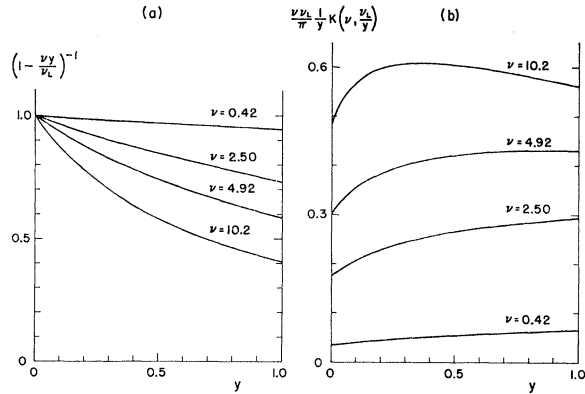 (a)
(1 - νy/ν_L)^-1
1.0
0.5
0
ν = 0.42
ν = 2.50
ν = 4.92
ν = 10.2
0 0.5 1.0
y
(b)
νν_L/π 1/y K(ν, ν_L/y)
0.6
0.3
0
ν = 10.2
ν = 4.92
ν = 2.50
ν = 0.42
0 0.5 1.0
y